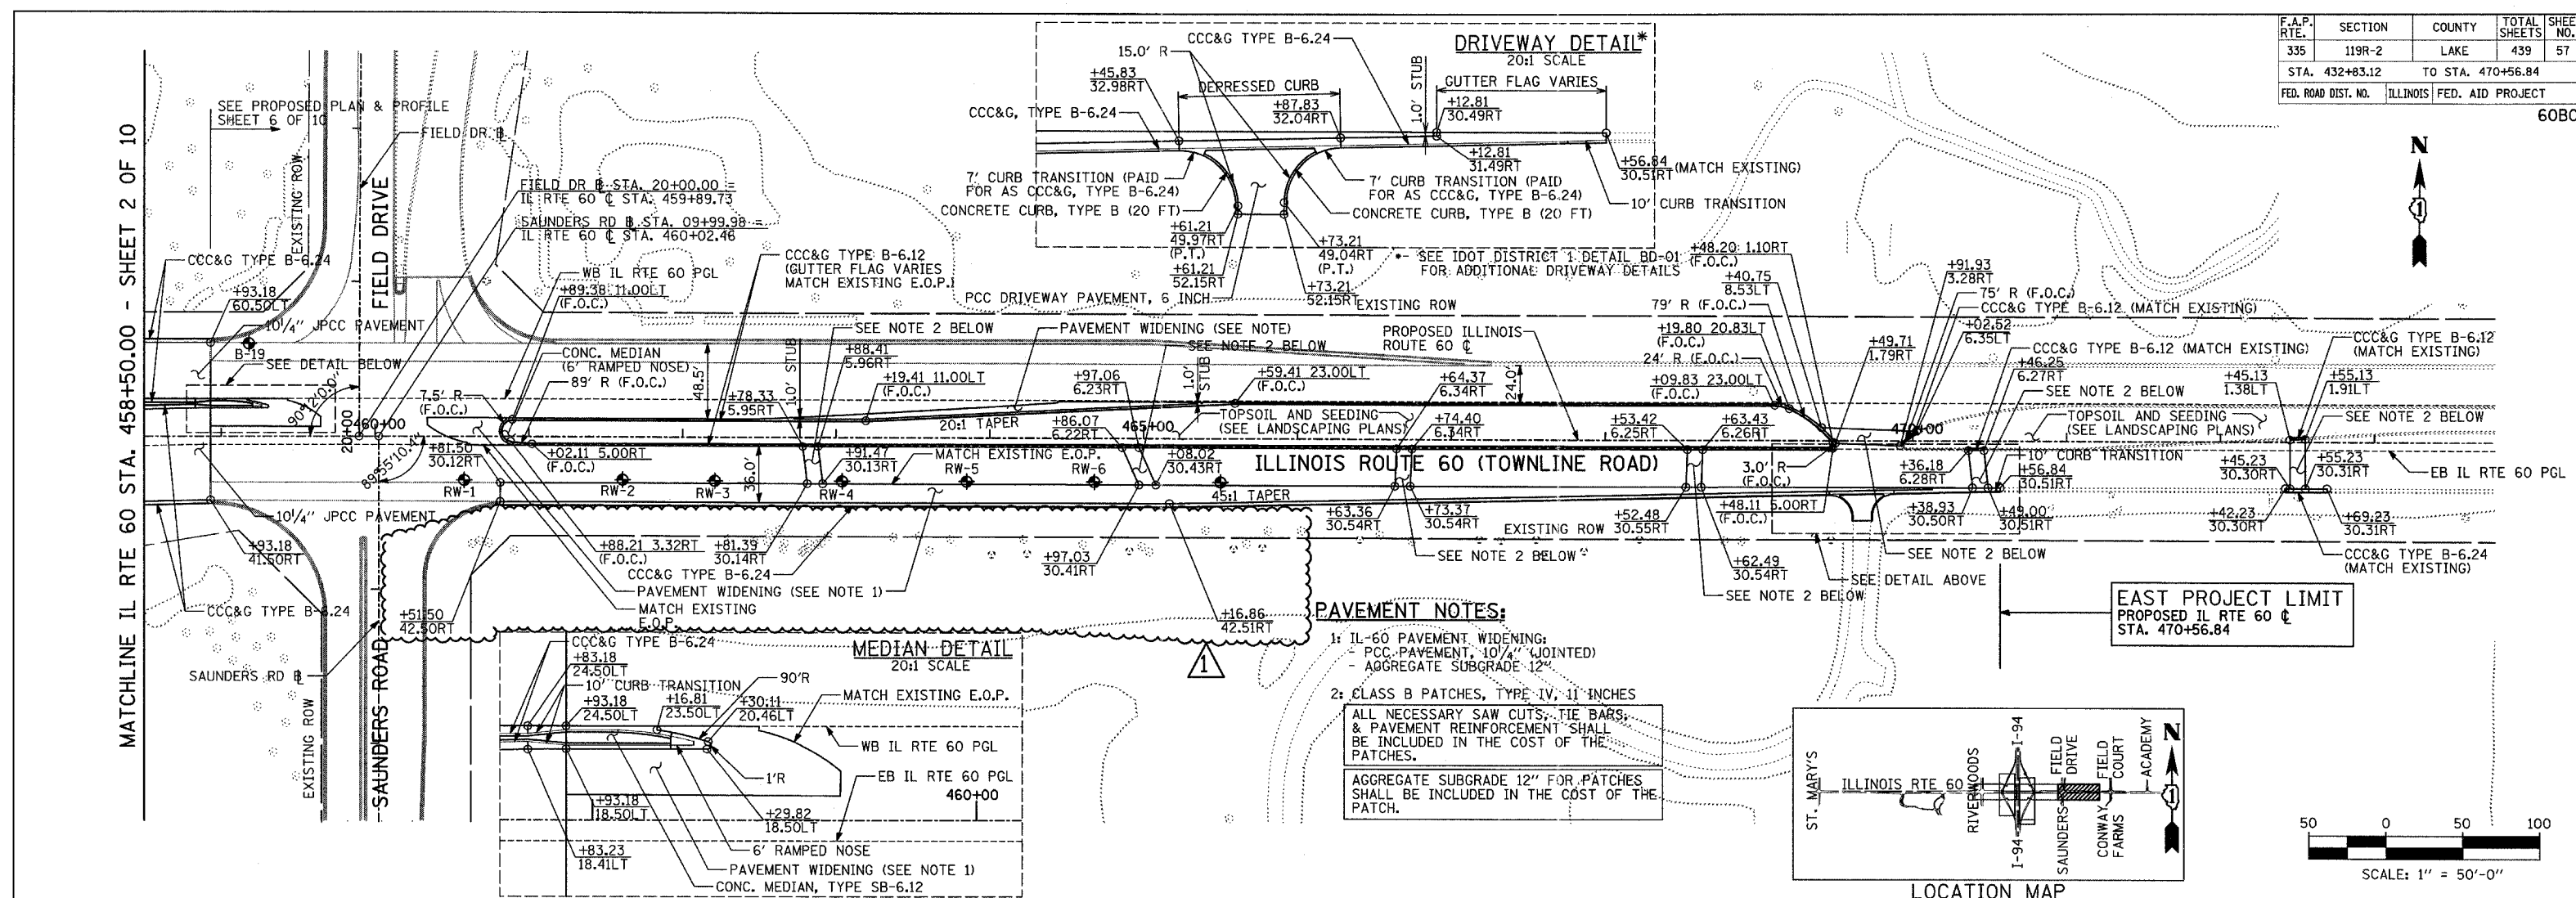 F.A.P. RTE. SECTION COUNTY TOTAL SHEETS SHEE NO.
335 119R-2 LAKE 439 57
STA. 432+83.12 TO STA. 470+56.84
FED. ROAD DIST. NO. ILLINOIS FED. AID PROJECT
60B0
N
MATCHLINE IL RTE 60 STA. 458+50.00 - SHEET 2 OF 10
SEE PROPOSED PLAN & PROFILE
SHEET 6 OF 10
FIELD DR ℄
EXISTING ROW
FIELD DRIVE
FIELD DR ℄ STA. 20+00.00 =
IL RTE 60 ℄ STA. 459+89.73
SAUNDERS RD ℄ STA. 09+99.98 =
IL RTE 60 ℄ STA. 460+02.46
CCC&G TYPE B-6.24
+93.18
60.50LT
10¼" JPCC PAVEMENT
B-19
SEE DETAIL BELOW
WB IL RTE 60 PGL
+89.38 11.00LT
(F.O.C.)
CCC&G TYPE B-6.12
(GUTTER FLAG VARIES
MATCH EXISTING E.O.P.)
CONC. MEDIAN
(6' RAMPED NOSE)
89' R (F.O.C.)
7.5' R
(F.O.C.)
90°12'20.0"
20+00
460+00
89°55'10.4"
+81.50
30.12RT
+02.11 5.00RT
(F.O.C.)
48.5'
36.0'
+78.33
5.95RT
1.0' STUB
SEE NOTE 2 BELOW
+88.41
5.96RT
+19.41 11.00LT
(F.O.C.)
PAVEMENT WIDENING (SEE NOTE)
SEE NOTE 2 BELOW
+97.06
6.23RT
1.0' STUB
+59.41 23.00LT
(F.O.C.)
20:1 TAPER
+86.07
6.22RT
465+00
TOPSOIL AND SEEDING
(SEE LANDSCAPING PLANS)
+91.47
30.13RT
MATCH EXISTING E.O.P.
+08.02
30.43RT
RW-1
RW-2
RW-3
RW-4
RW-5
RW-6
45:1 TAPER
ILLINOIS ROUTE 60 (TOWNLINE ROAD)
PROPOSED ILLINOIS
ROUTE 60 ℄
EXISTING ROW
+64.37
6.34RT
+74.40
6.34RT
24.0'
79' R (F.O.C.)
+19.80 20.83LT
(F.O.C.)
24' R (F.O.C.)
+09.83 23.00LT
(F.O.C.)
+48.20 1.10RT
(F.O.C.)
+40.75
8.53LT
+53.42
6.25RT
+63.43
6.26RT
+49.71
1.79RT
+91.93
3.28RT
75' R (F.O.C.)
CCC&G TYPE B-6.12 (MATCH EXISTING)
+02.52
6.35LT
CCC&G TYPE B-6.12 (MATCH EXISTING)
+46.25
6.27RT
SEE NOTE 2 BELOW
470+00
TOPSOIL AND SEEDING
(SEE LANDSCAPING PLANS)
10' CURB TRANSITION
+56.84
30.51RT
+36.18
6.28RT
3.0' R
(F.O.C.)
+48.11 5.00RT
(F.O.C.)
+38.93
30.50RT
+49.00
30.51RT
CCC&G TYPE B-6.12
(MATCH EXISTING)
+45.13
1.38LT
+55.13
1.91LT
SEE NOTE 2 BELOW
+45.23
30.30RT
+55.23
30.31RT
EB IL RTE 60 PGL
+42.23
30.30RT
+69.23
30.31RT
CCC&G TYPE B-6.24
(MATCH EXISTING)
10¼" JPCC PAVEMENT
+93.18
41.50RT
CCC&G TYPE B-6.24
+51.50
42.50RT
+88.21 3.32RT
(F.O.C.)
+81.39
30.14RT
CCC&G TYPE B-6.24
PAVEMENT WIDENING (SEE NOTE 1)
MATCH EXISTING
E.O.P.
+97.03
30.41RT
+16.86
42.51RT
1
+63.36
30.54RT
+73.37
30.54RT
SEE NOTE 2 BELOW
EXISTING ROW
+52.48
30.55RT
+62.49
30.54RT
SEE NOTE 2 BELOW
SEE NOTE 2 BELOW
SEE DETAIL ABOVE
SAUNDERS RD ℄
EXISTING ROW
SAUNDERS ROAD
EAST PROJECT LIMIT
PROPOSED IL RTE 60 ℄
STA. 470+56.84
DRIVEWAY DETAIL*
20:1 SCALE
CCC&G TYPE B-6.24
15.0' R
+45.83
32.98RT
DEPRESSED CURB
+87.83
32.04RT
1.0' STUB
GUTTER FLAG VARIES
+12.81
30.49RT
CCC&G, TYPE B-6.24
+12.81
31.49RT
+56.84 (MATCH EXISTING)
30.51RT
7' CURB TRANSITION (PAID
FOR AS CCC&G, TYPE B-6.24)
7' CURB TRANSITION (PAID
FOR AS CCC&G, TYPE B-6.24)
CONCRETE CURB, TYPE B (20 FT)
CONCRETE CURB, TYPE B (20 FT)
10' CURB TRANSITION
+61.21
49.97RT
(P.T.)
+61.21
52.15RT
+73.21
49.04RT
(P.T.)
+73.21
52.15RT
PCC DRIVEWAY PAVEMENT, 6 INCH
*- SEE IDOT DISTRICT 1 DETAIL BD-01
FOR ADDITIONAL DRIVEWAY DETAILS
MEDIAN DETAIL
20:1 SCALE
CCC&G TYPE B-6.24
+83.18
24.50LT
10' CURB TRANSITION
+93.18
24.50LT
+16.81
23.50LT
90'R
+30.11
20.46LT
MATCH EXISTING E.O.P.
WB IL RTE 60 PGL
1'R
EB IL RTE 60 PGL
460+00
+93.18
18.50LT
+29.82
18.50LT
+83.23
18.41LT
6' RAMPED NOSE
PAVEMENT WIDENING (SEE NOTE 1)
CONC. MEDIAN, TYPE SB-6.12
PAVEMENT NOTES:
1: IL-60 PAVEMENT WIDENING:
- PCC PAVEMENT, 10¼" (JOINTED)
- AGGREGATE SUBGRADE 12"
2: CLASS B PATCHES, TYPE IV, 11 INCHES
ALL NECESSARY SAW CUTS, TIE BARS,
& PAVEMENT REINFORCEMENT SHALL
BE INCLUDED IN THE COST OF THE
PATCHES.
AGGREGATE SUBGRADE 12" FOR PATCHES
SHALL BE INCLUDED IN THE COST OF THE
PATCH.
ST. MARY'S
ILLINOIS RTE 60
RIVERWOODS
I-94
I-94
SAUNDERS
FIELD
DRIVE
CONWAY
FARMS
FIELD
COURT
ACADEMY
N
LOCATION MAP
50 0 50 100
SCALE: 1" = 50'-0"